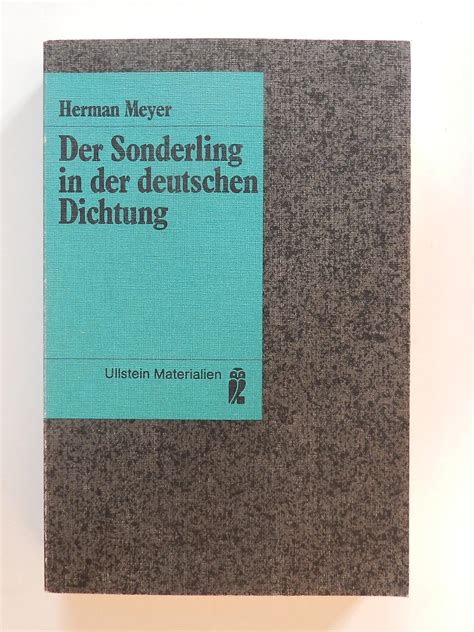 Herman Meyer
Der Sonderling
in der deutschen
Dichtung
Ullstein Materialien